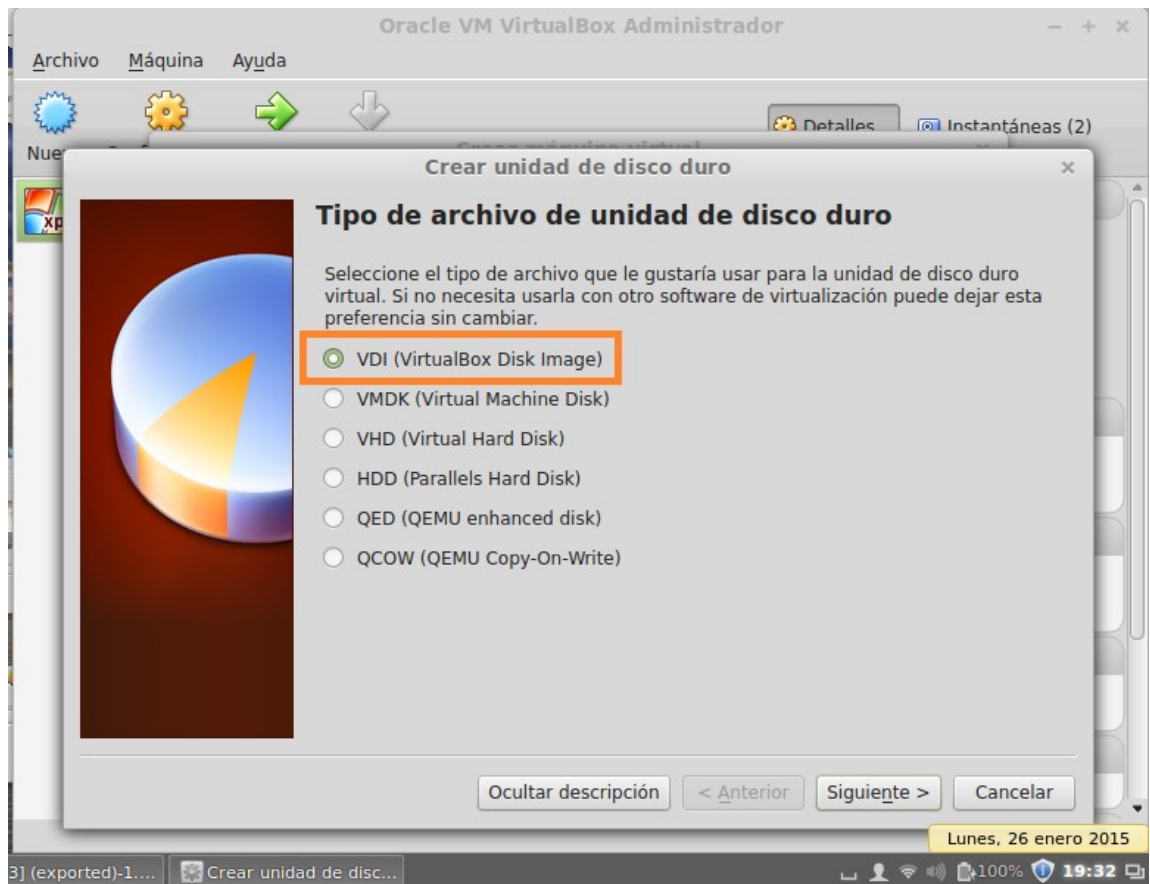 Oracle VM VirtualBox Administrador
Archivo Máquina Ayuda
Detalles Instantáneas (2)
Crear unidad de disco duro
xp
Tipo de archivo de unidad de disco duro
Seleccione el tipo de archivo que le gustaría usar para la unidad de disco duro
virtual. Si no necesita usarla con otro software de virtualización puede dejar esta
preferencia sin cambiar.
VDI (VirtualBox Disk Image)
VMDK (Virtual Machine Disk)
VHD (Virtual Hard Disk)
HDD (Parallels Hard Disk)
QED (QEMU enhanced disk)
QCOW (QEMU Copy-On-Write)
Ocultar descripción < Anterior Siguiente > Cancelar
Lunes, 26 enero 2015
3] (exported)-1.... Crear unidad de disc... 100% 19:32